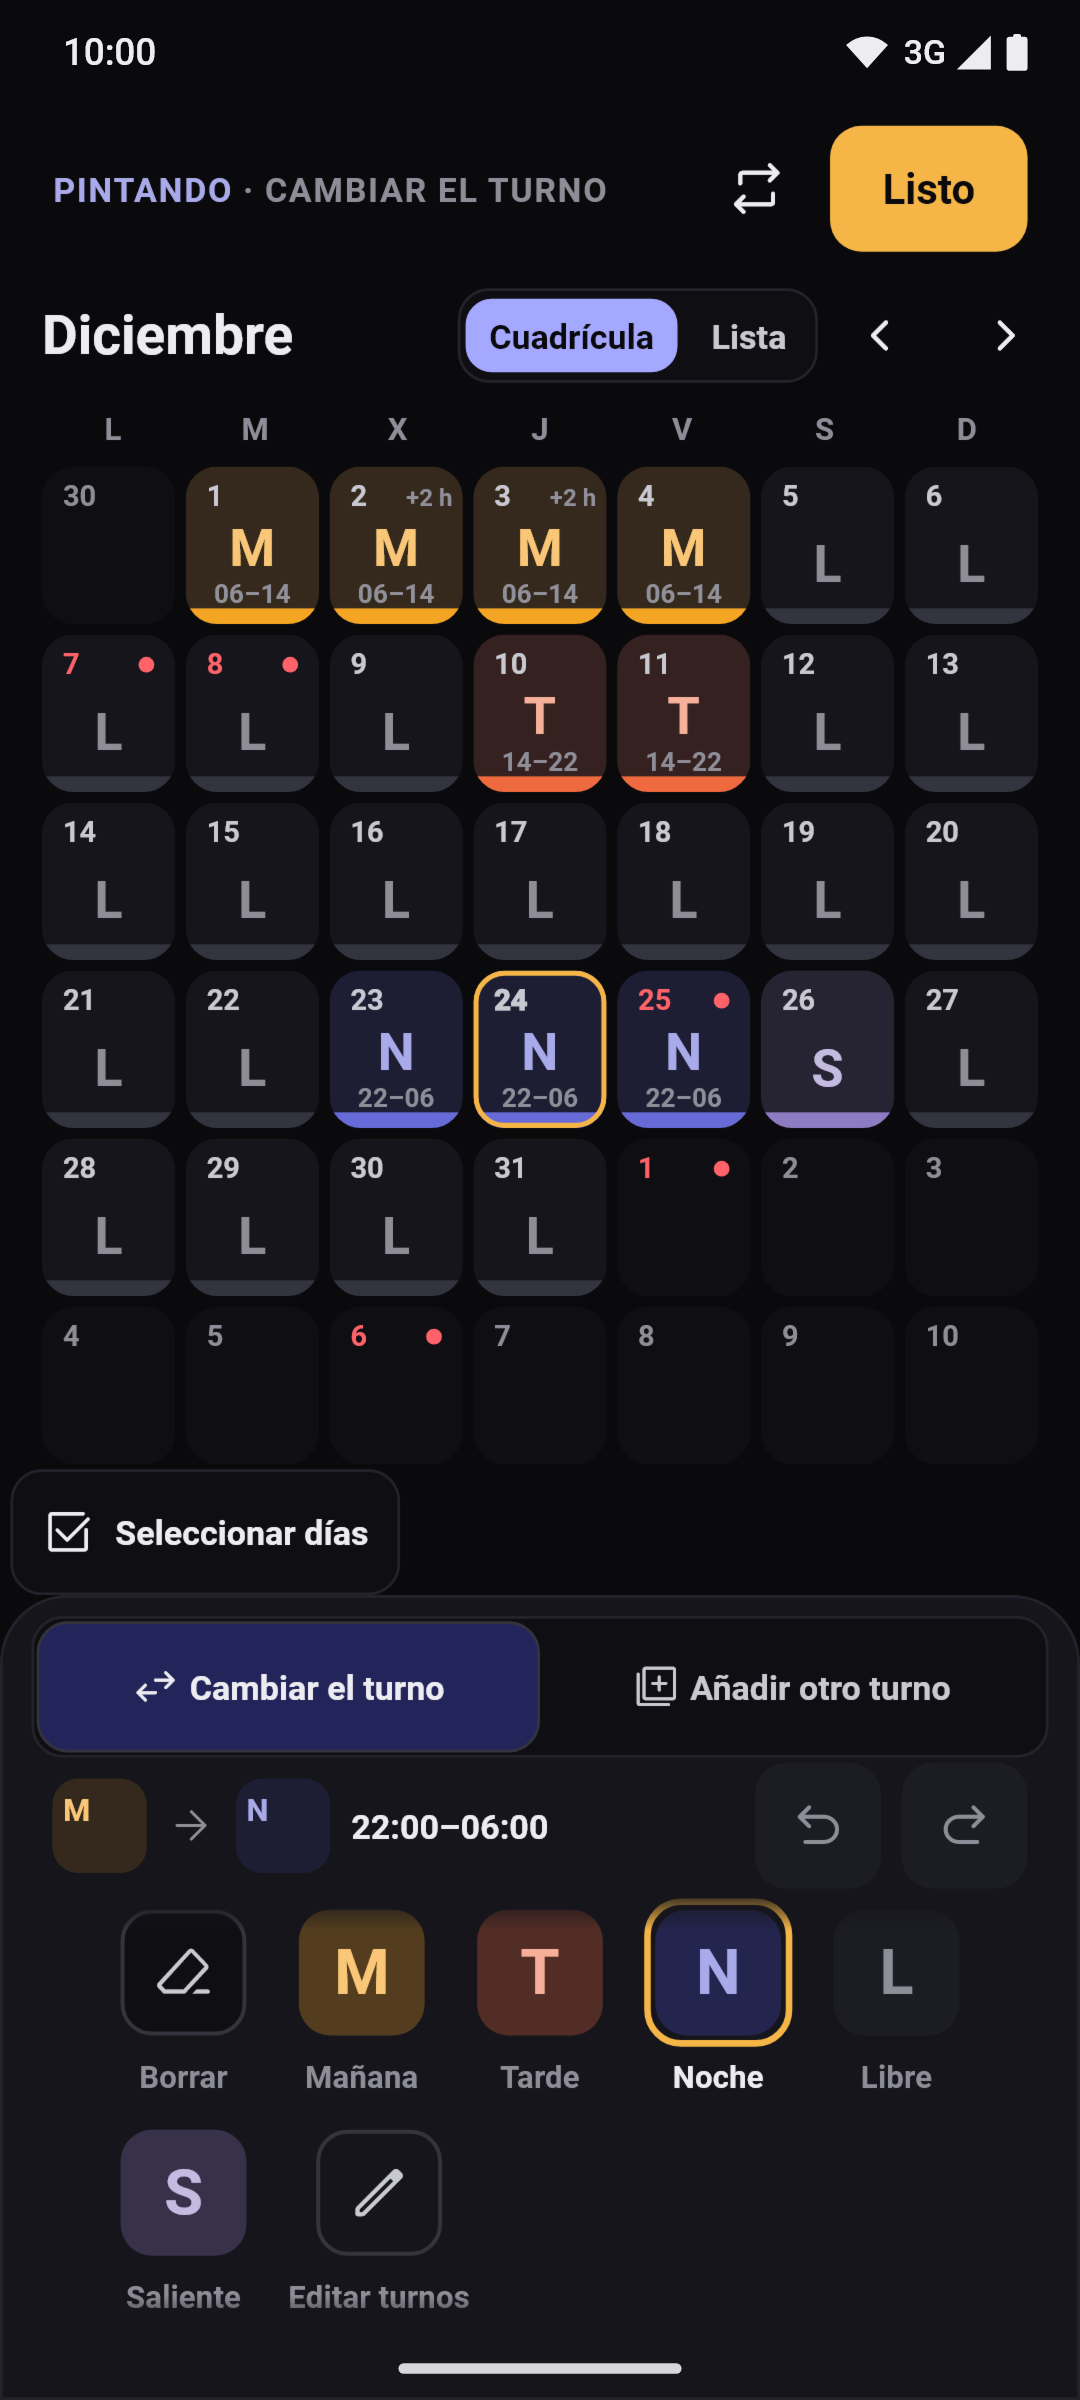 10:00 3G
PINTANDO · CAMBIAR EL TURNO Listo
Diciembre Cuadrícula Lista
L M X J V S D
30 1 2 +2 h 3 +2 h 4 5 6
M M M M L L
06–14 06–14 06–14 06–14
7 8 9 10 11 12 13
L L L T T L L
14–22 14–22
14 15 16 17 18 19 20
L L L L L L L
21 22 23 24 25 26 27
L L N N N S L
22–06 22–06 22–06
28 29 30 31 1 2 3
L L L L
4 5 6 7 8 9 10
Seleccionar días
Cambiar el turno Añadir otro turno
M N 22:00–06:00
M T N L
Borrar Mañana Tarde Noche Libre
S
Saliente Editar turnos